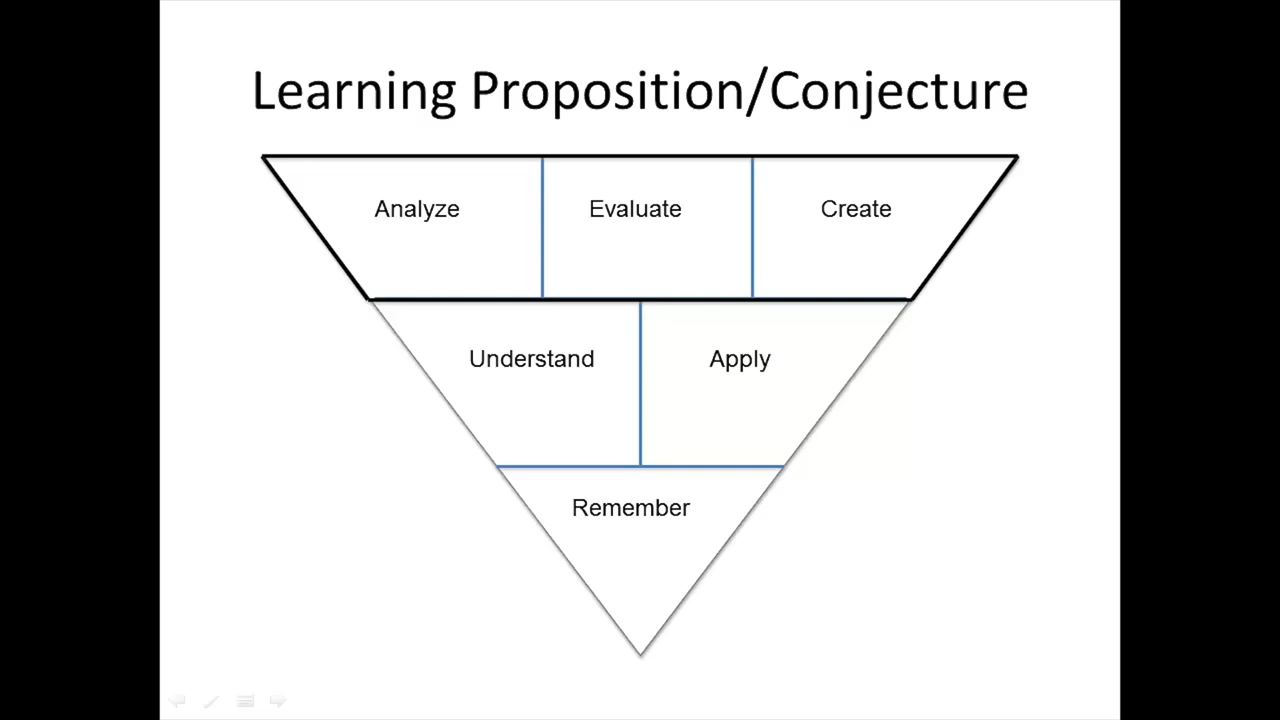 Learning Proposition/Conjecture
Analyze Evaluate Create
Understand Apply
Remember